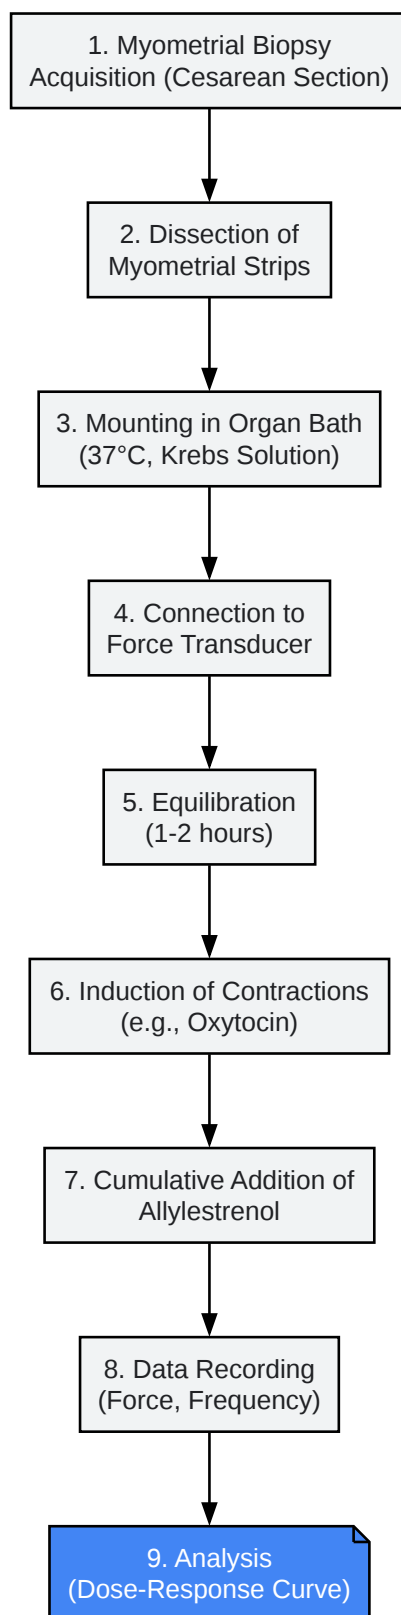 1. Myometrial Biopsy
Acquisition (Cesarean Section)
2. Dissection of
Myometrial Strips
3. Mounting in Organ Bath
(37°C, Krebs Solution)
4. Connection to
Force Transducer
5. Equilibration
(1-2 hours)
6. Induction of Contractions
(e.g., Oxytocin)
7. Cumulative Addition of
Allylestrenol
8. Data Recording
(Force, Frequency)
9. Analysis
(Dose-Response Curve)